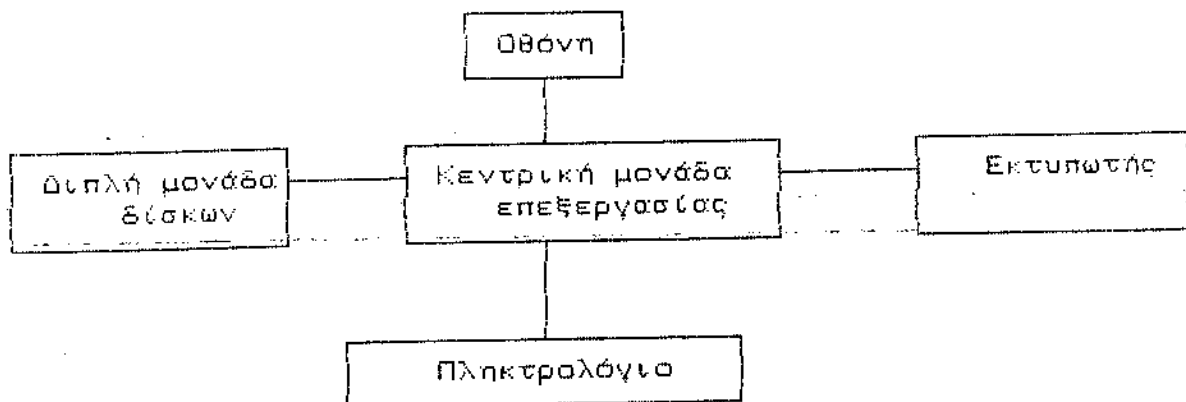 Οθόνη
Διπλή μονάδα
δίσκων
Κεντρική μονάδα
επεξεργασίας
Εκτυπωτής
Πληκτρολόγιο